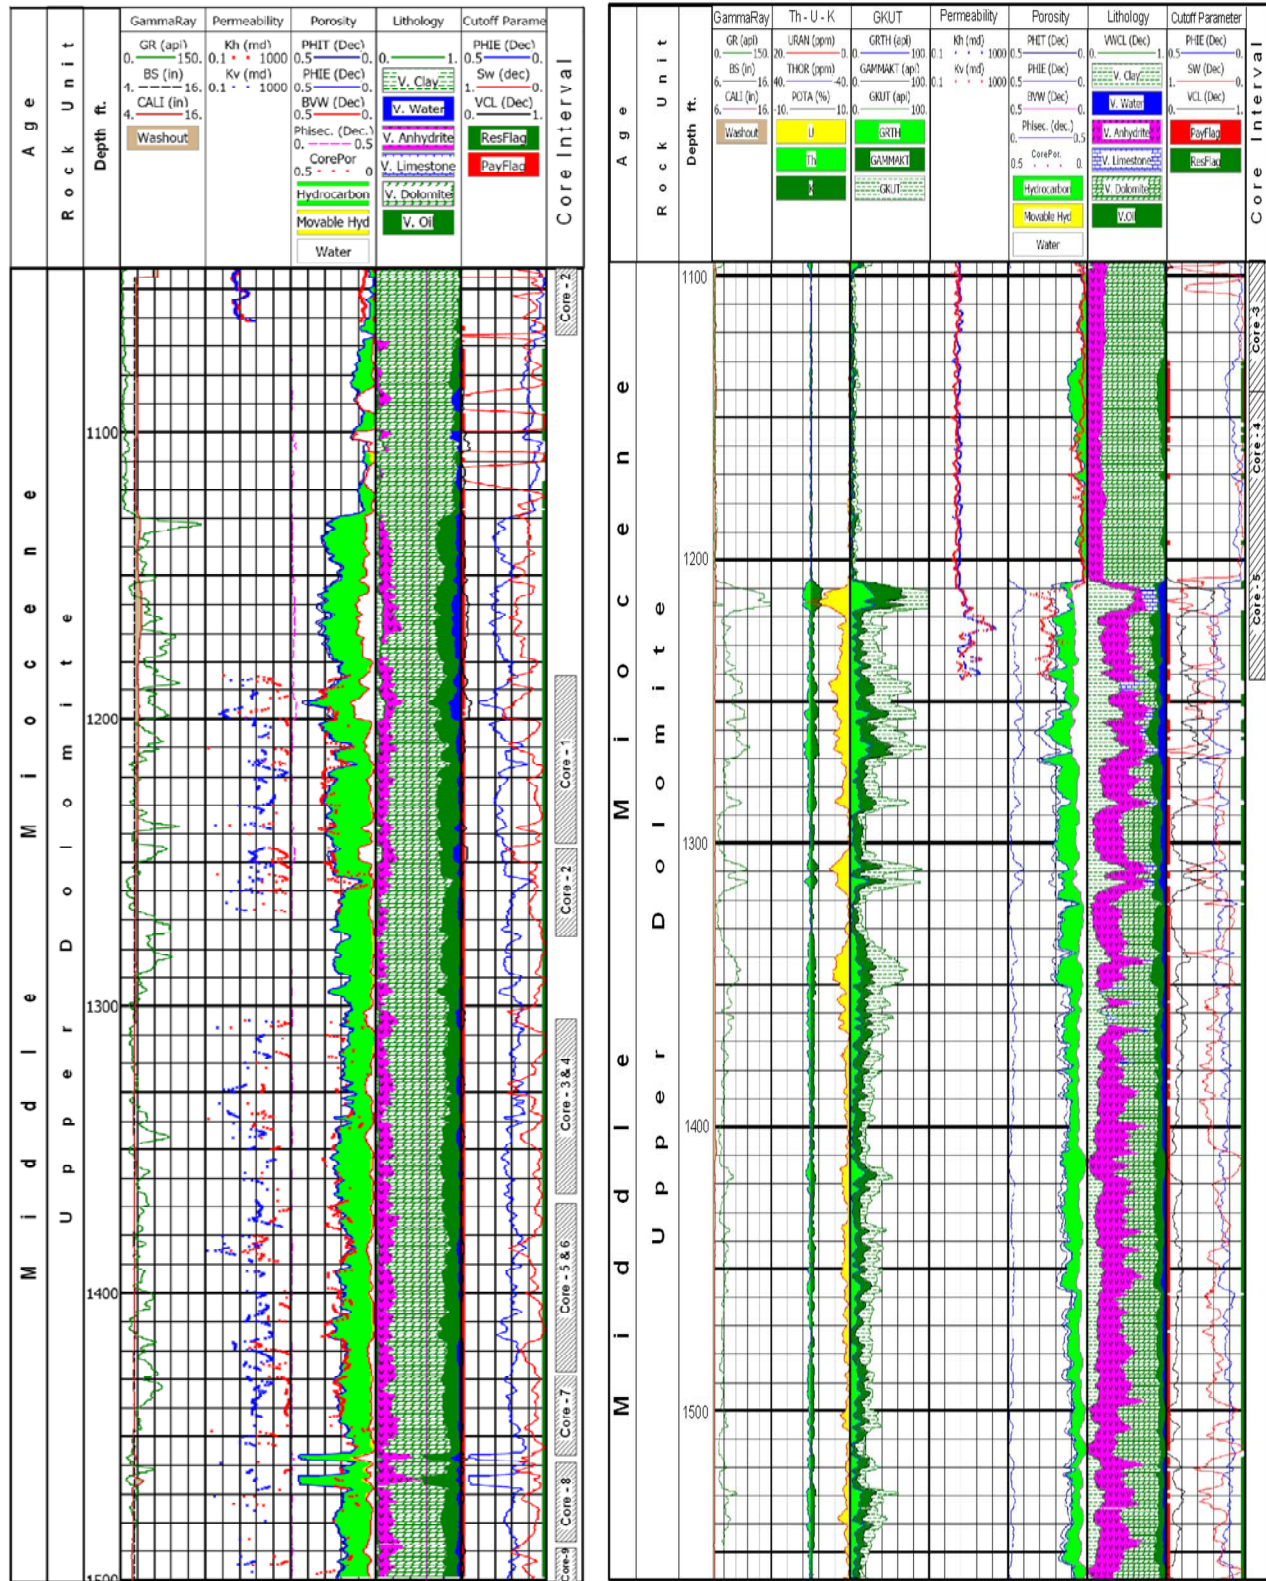 Age
Rock Unit
Depth ft.
GammaRay
GR (api)
0. 150.
BS (in)
4. 16.
CALI (in)
4. 16.
Washout
Permeability
Kh (md)
0.1 1000
Kv (md)
0.1 1000
Porosity
PHIT (Dec)
0.5 0.
PHIE (Dec)
0.5 0.
BVW (Dec)
0.5 0.
Phisec. (Dec.)
0. 0.5
CorePor
0.5 0
Hydrocarbon
Movable Hyd
Water
Lithology
0. 1.
V. Clay
V. Water
V. Anhydrite
V. Limestone
V. Dolomite
V. Oil
Cutoff Parame
PHIE (Dec)
0.5 0.
Sw (dec)
1. 0.
VCL (Dec)
0. 1.
ResFlag
PayFlag
Core Interval
Middle Miocene
Upper Dolomite
1100
1200
1300
1400
1500
Core - 2
Core - 1
Core - 2
Core - 3 & 4
Core - 5 & 6
Core - 7
Core - 8
Core-9
Age
Rock Unit
Depth ft.
GammaRay
GR (api)
0. 150.
BS (in)
6. 16.
CALI (in)
6. 16.
Washout
Th - U - K
URAN (ppm)
20. 0.
THOR (ppm)
40. -40.
POTA (%)
-10. 10.
U
Th
K
GKUT
GRTH (api)
0. 100.
GAMMAKT (api)
0. 100.
GKUT (api)
0. 100.
GRTH
GAMMAKT
GKUT
Permeability
Kh (md)
0.1 1000
Kv (md)
0.1 1000
Porosity
PHIT (Dec)
0.5 0.
PHIE (Dec)
0.5 0.
BVW (Dec)
0.5 0.
Phisec. (dec.)
0. 0.5
CorePor.
0.5 0.
Hydrocarbon
Movable Hyd
Water
Lithology
VWCL (Dec)
0. 1.
V. Clay
V. Water
V. Anhydrite
V. Limestone
V. Dolomite
V.Oil
Cutoff Parameter
PHIE (Dec)
0.5 0.
SW (Dec)
1. 0.
VCL (Dec)
0. 1.
PayFlag
ResFlag
Core Interval
Middle Miocene
Upper Dolomite
1100
1200
1300
1400
1500
Core - 3
Core - 4
Core - 5